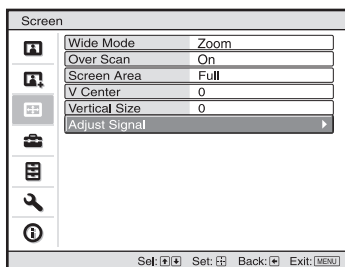 Screen
Wide Mode Zoom
Over Scan On
Screen Area Full
V Center 0
Vertical Size 0
Adjust Signal
Sel: Set: Back: Exit: MENU